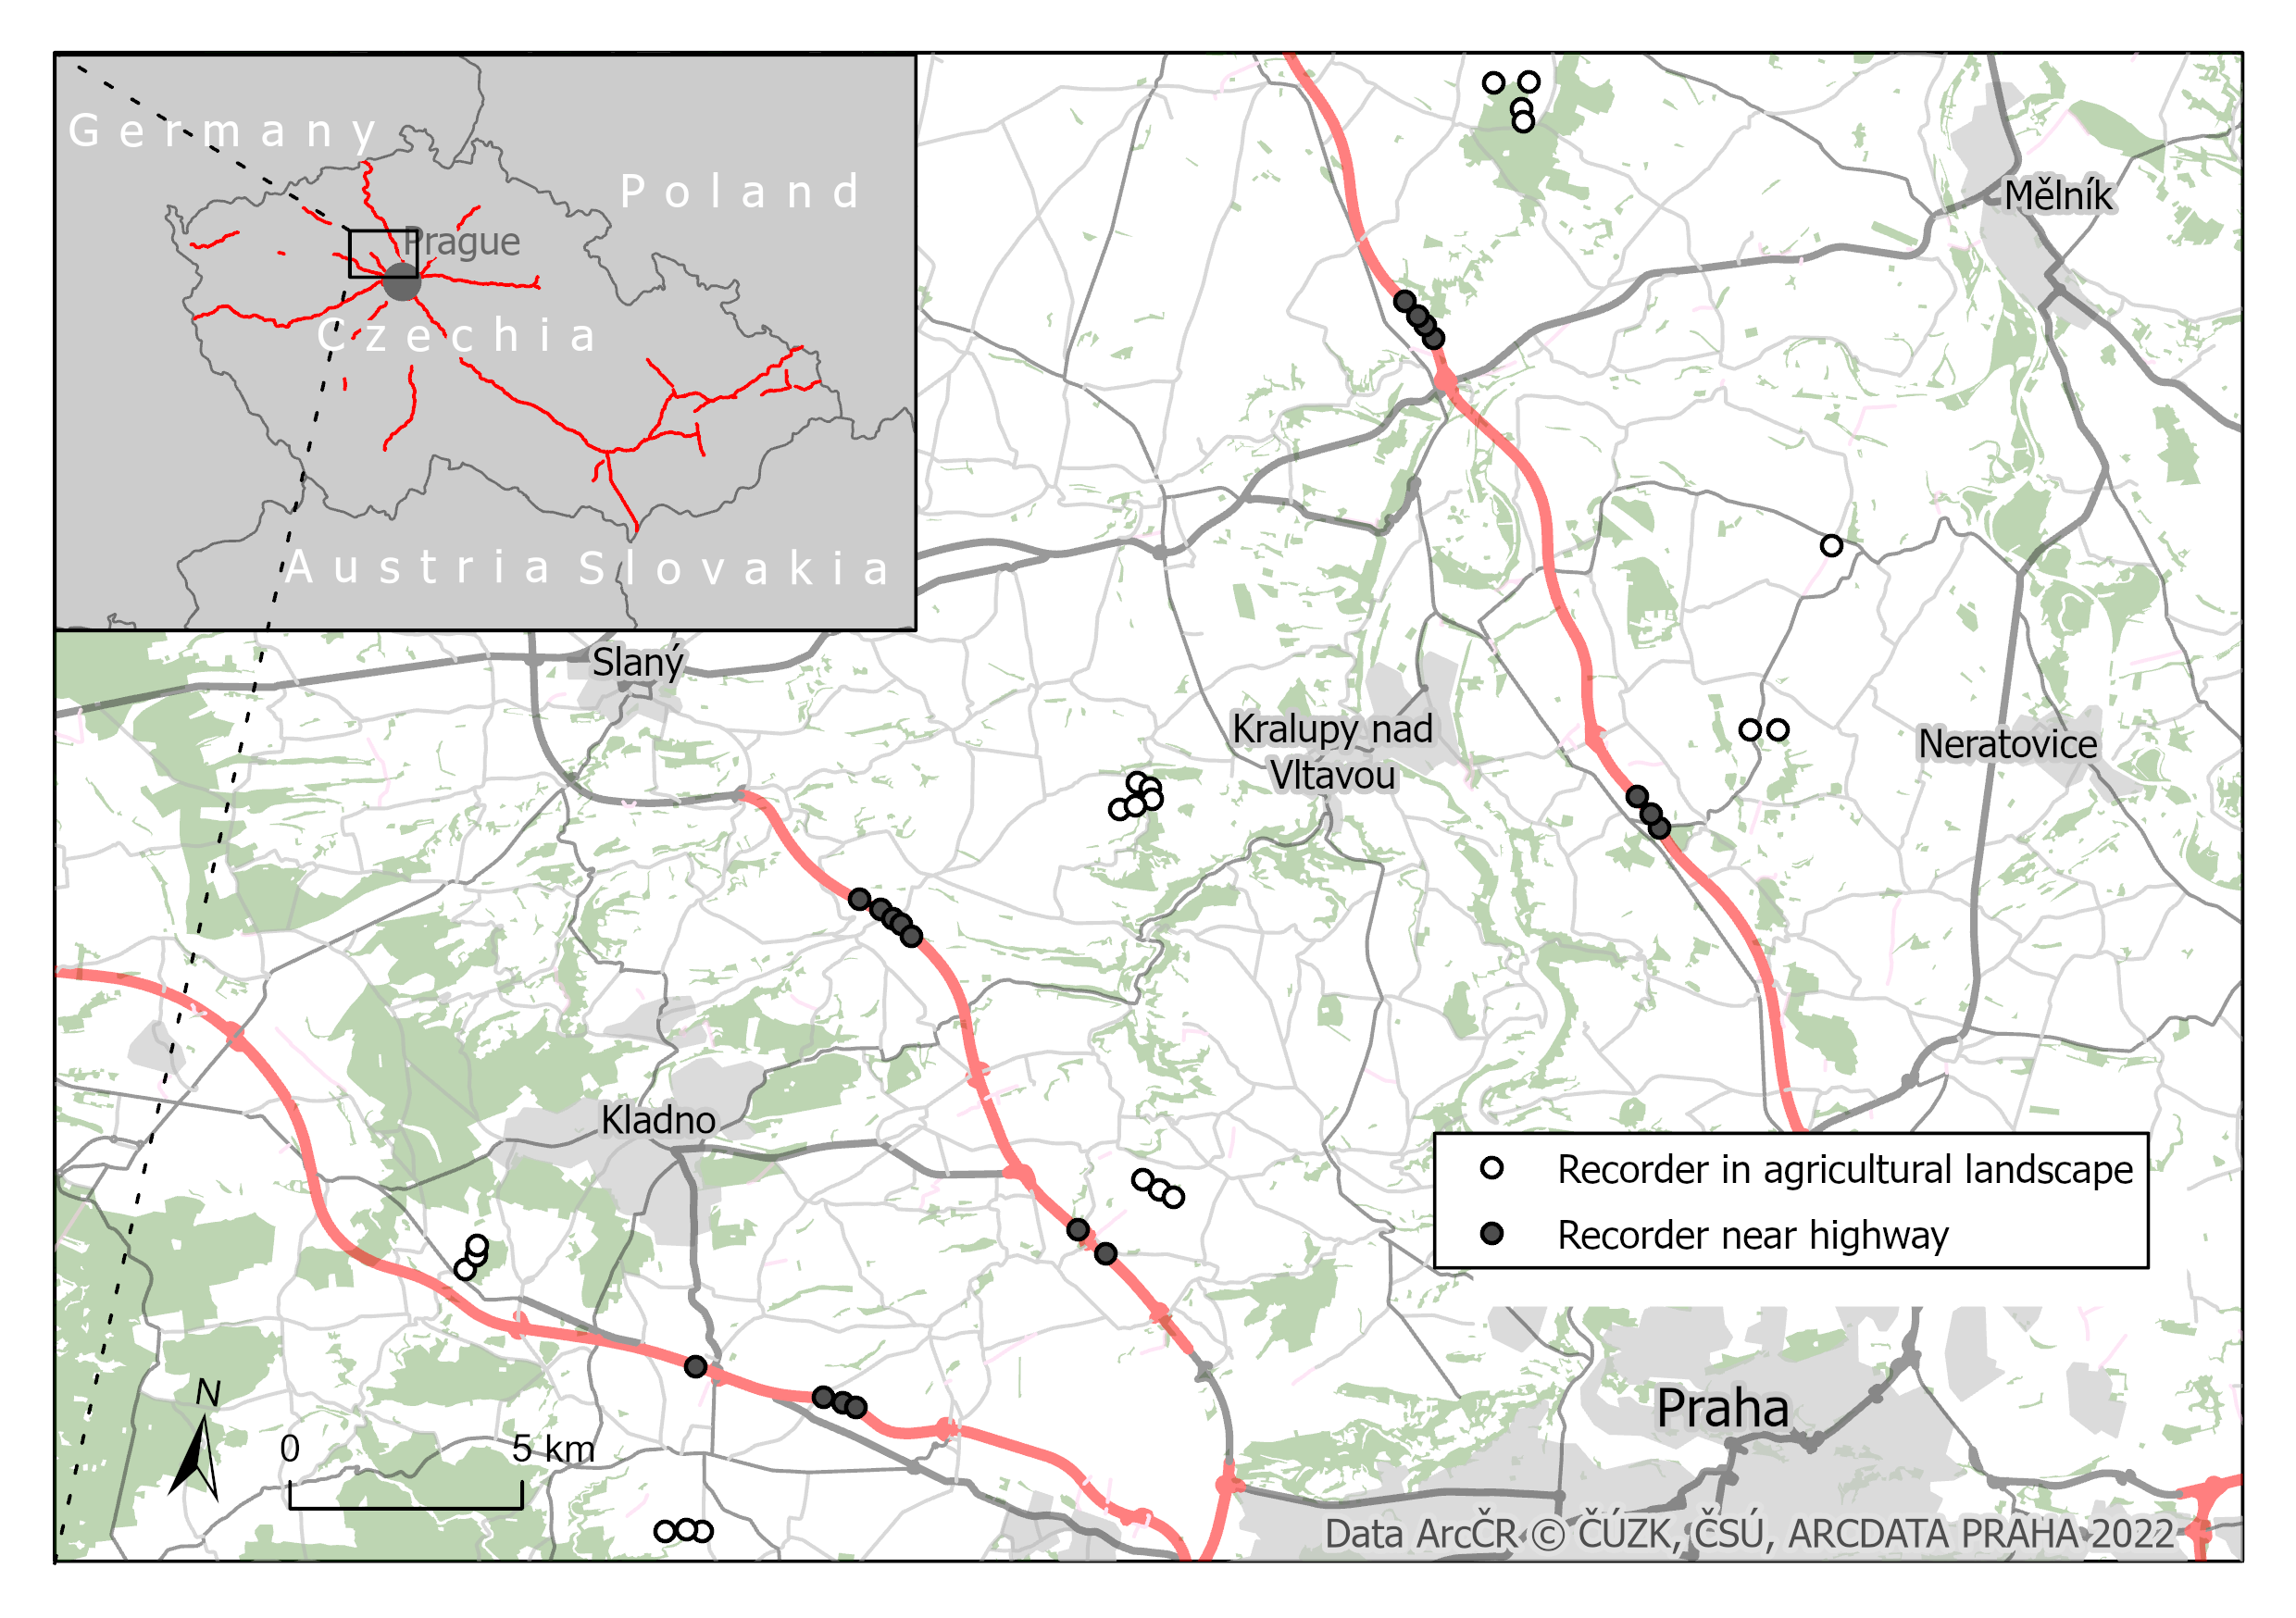 Germany
Poland
Prague
Czechia
Austria
Slovakia
Mělník
Slaný
Kralupy nad
Vltavou
Neratovice
Kladno
Recorder in agricultural landscape
Recorder near highway
N
0
5 km
Praha
Data ArcČR © ČÚZK, ČSÚ, ARCDATA PRAHA 2022